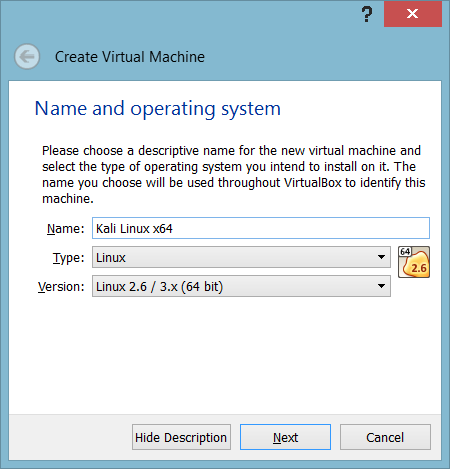 ?
Create Virtual Machine
Name and operating system
Please choose a descriptive name for the new virtual machine and
select the type of operating system you intend to install on it. The
name you choose will be used throughout VirtualBox to identify this
machine.
Name: Kali Linux x64
Type: Linux
64
2.6
Version: Linux 2.6 / 3.x (64 bit)
Hide Description Next Cancel